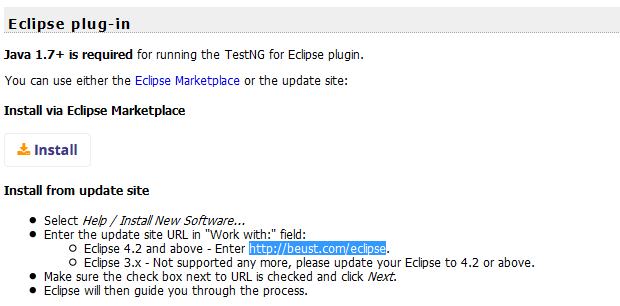 Eclipse plug-in
Java 1.7+ is required for running the TestNG for Eclipse plugin.
You can use either the Eclipse Marketplace or the update site:
Install via Eclipse Marketplace
Install
Install from update site
Select Help / Install New Software...
Enter the update site URL in "Work with:" field:
Eclipse 4.2 and above - Enter http://beust.com/eclipse.
Eclipse 3.x - Not supported any more, please update your Eclipse to 4.2 or above.
Make sure the check box next to URL is checked and click Next.
Eclipse will then guide you through the process.